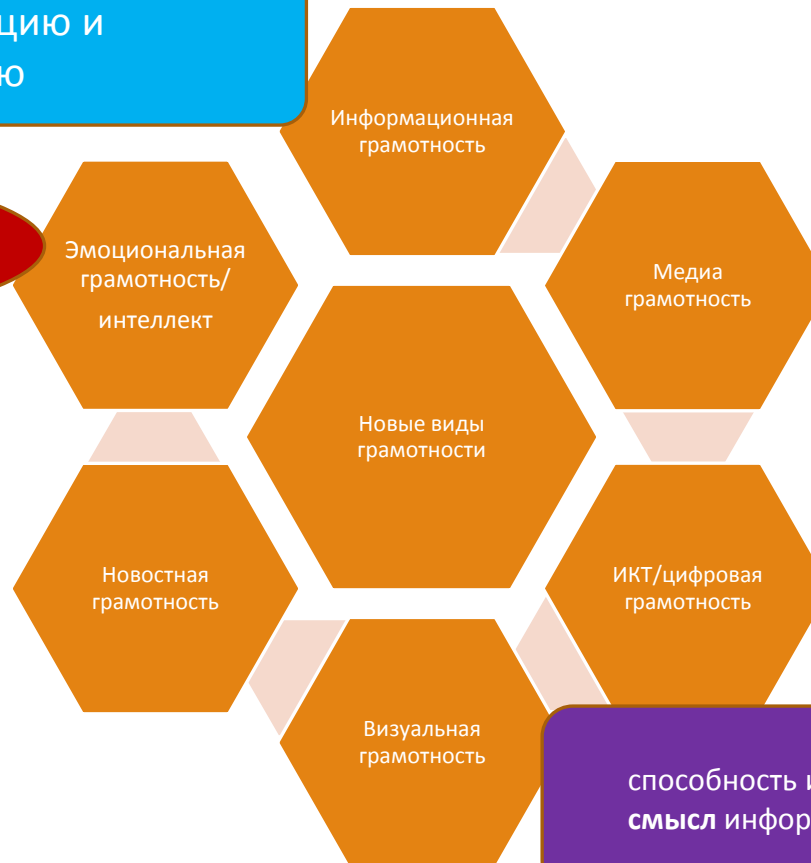 цию и
ю
Информационная
грамотность
Эмоциональная
грамотность/
интеллект
Медиа
грамотность
Новые виды
грамотности
Новостная
грамотность
ИКТ/цифровая
грамотность
Визуальная
грамотность
способность и
смысл инфор